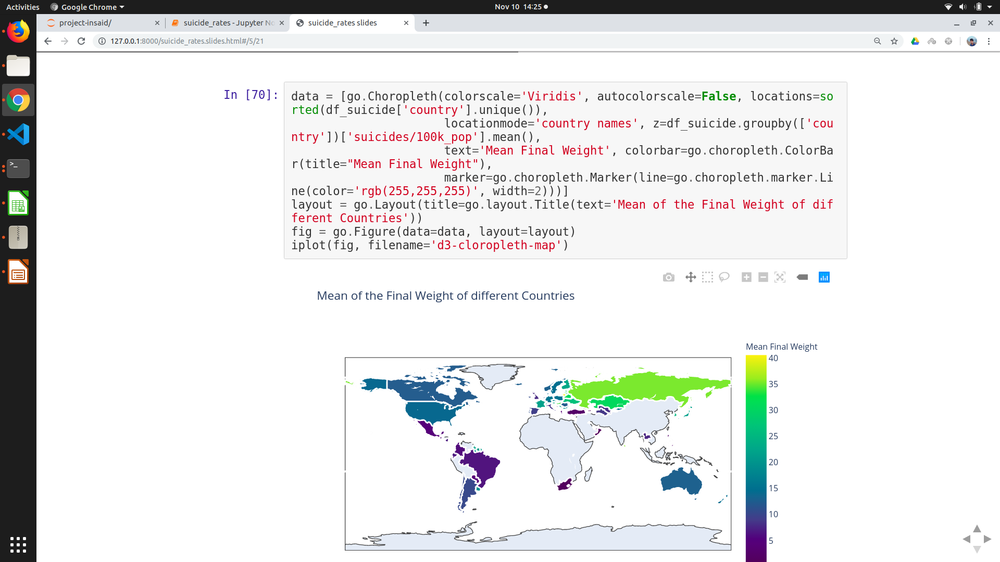 Activities
Google Chrome
Nov 10 14:25
project-insaid/
suicide_rates - Jupyter No
suicide_rates slides
127.0.0.1:8000/suicide_rates.slides.html#/5/21
In [70]:
data = [go.Choropleth(colorscale='Viridis', autocolorscale=False, locations=so
rted(df_suicide['country'].unique()),
locationmode='country names', z=df_suicide.groupby(['cou
ntry'])['suicides/100k_pop'].mean(),
text='Mean Final Weight', colorbar=go.choropleth.ColorBa
r(title="Mean Final Weight"),
marker=go.choropleth.Marker(line=go.choropleth.marker.Li
ne(color='rgb(255,255,255)', width=2)))]
layout = go.Layout(title=go.layout.Title(text='Mean of the Final Weight of dif
ferent Countries'))
fig = go.Figure(data=data, layout=layout)
iplot(fig, filename='d3-cloropleth-map')
Mean of the Final Weight of different Countries
Mean Final Weight
40
35
30
25
20
15
10
5